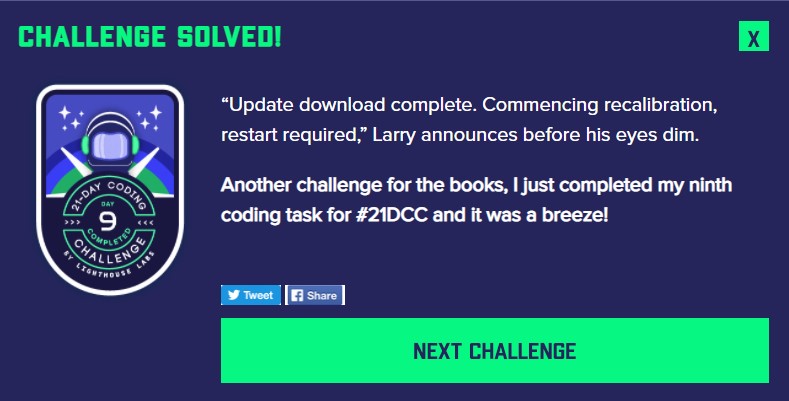 CHALLENGE SOLVED!
X
“Update download complete. Commencing recalibration,
restart required,” Larry announces before his eyes dim.
Another challenge for the books, I just completed my ninth
coding task for #21DCC and it was a breeze!
21-DAY CODING
DAY
>>> 9 <<<
COMPLETED
CHALLENGE
BY LIGHTHOUSE LABS
Tweet
Share
NEXT CHALLENGE